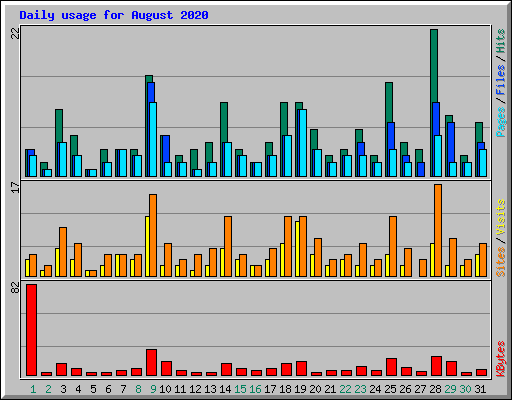 Daily usage for August 2020
22
Pages / Files / Hits
17
Sites / Visits
82
KBytes
1 2 3 4 5 6 7 8 9 10 11 12 13 14 15 16 17 18 19 20 21 22 23 24 25 26 27 28 29 30 31